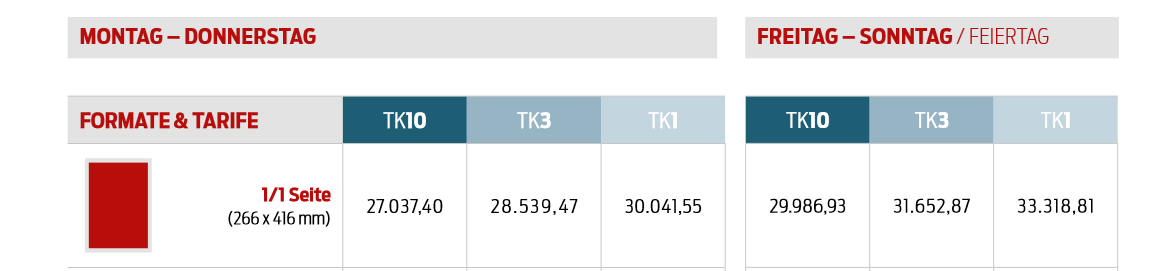 MONTAG – DONNERSTAG
FREITAG – SONNTAG / FEIERTAG
FORMATE & TARIFE TK10 TK3 TK1 TK10 TK3 TK1
1/1 Seite
(266 x 416 mm) 27.037,40 28.539,47 30.041,55 29.986,93 31.652,87 33.318,81